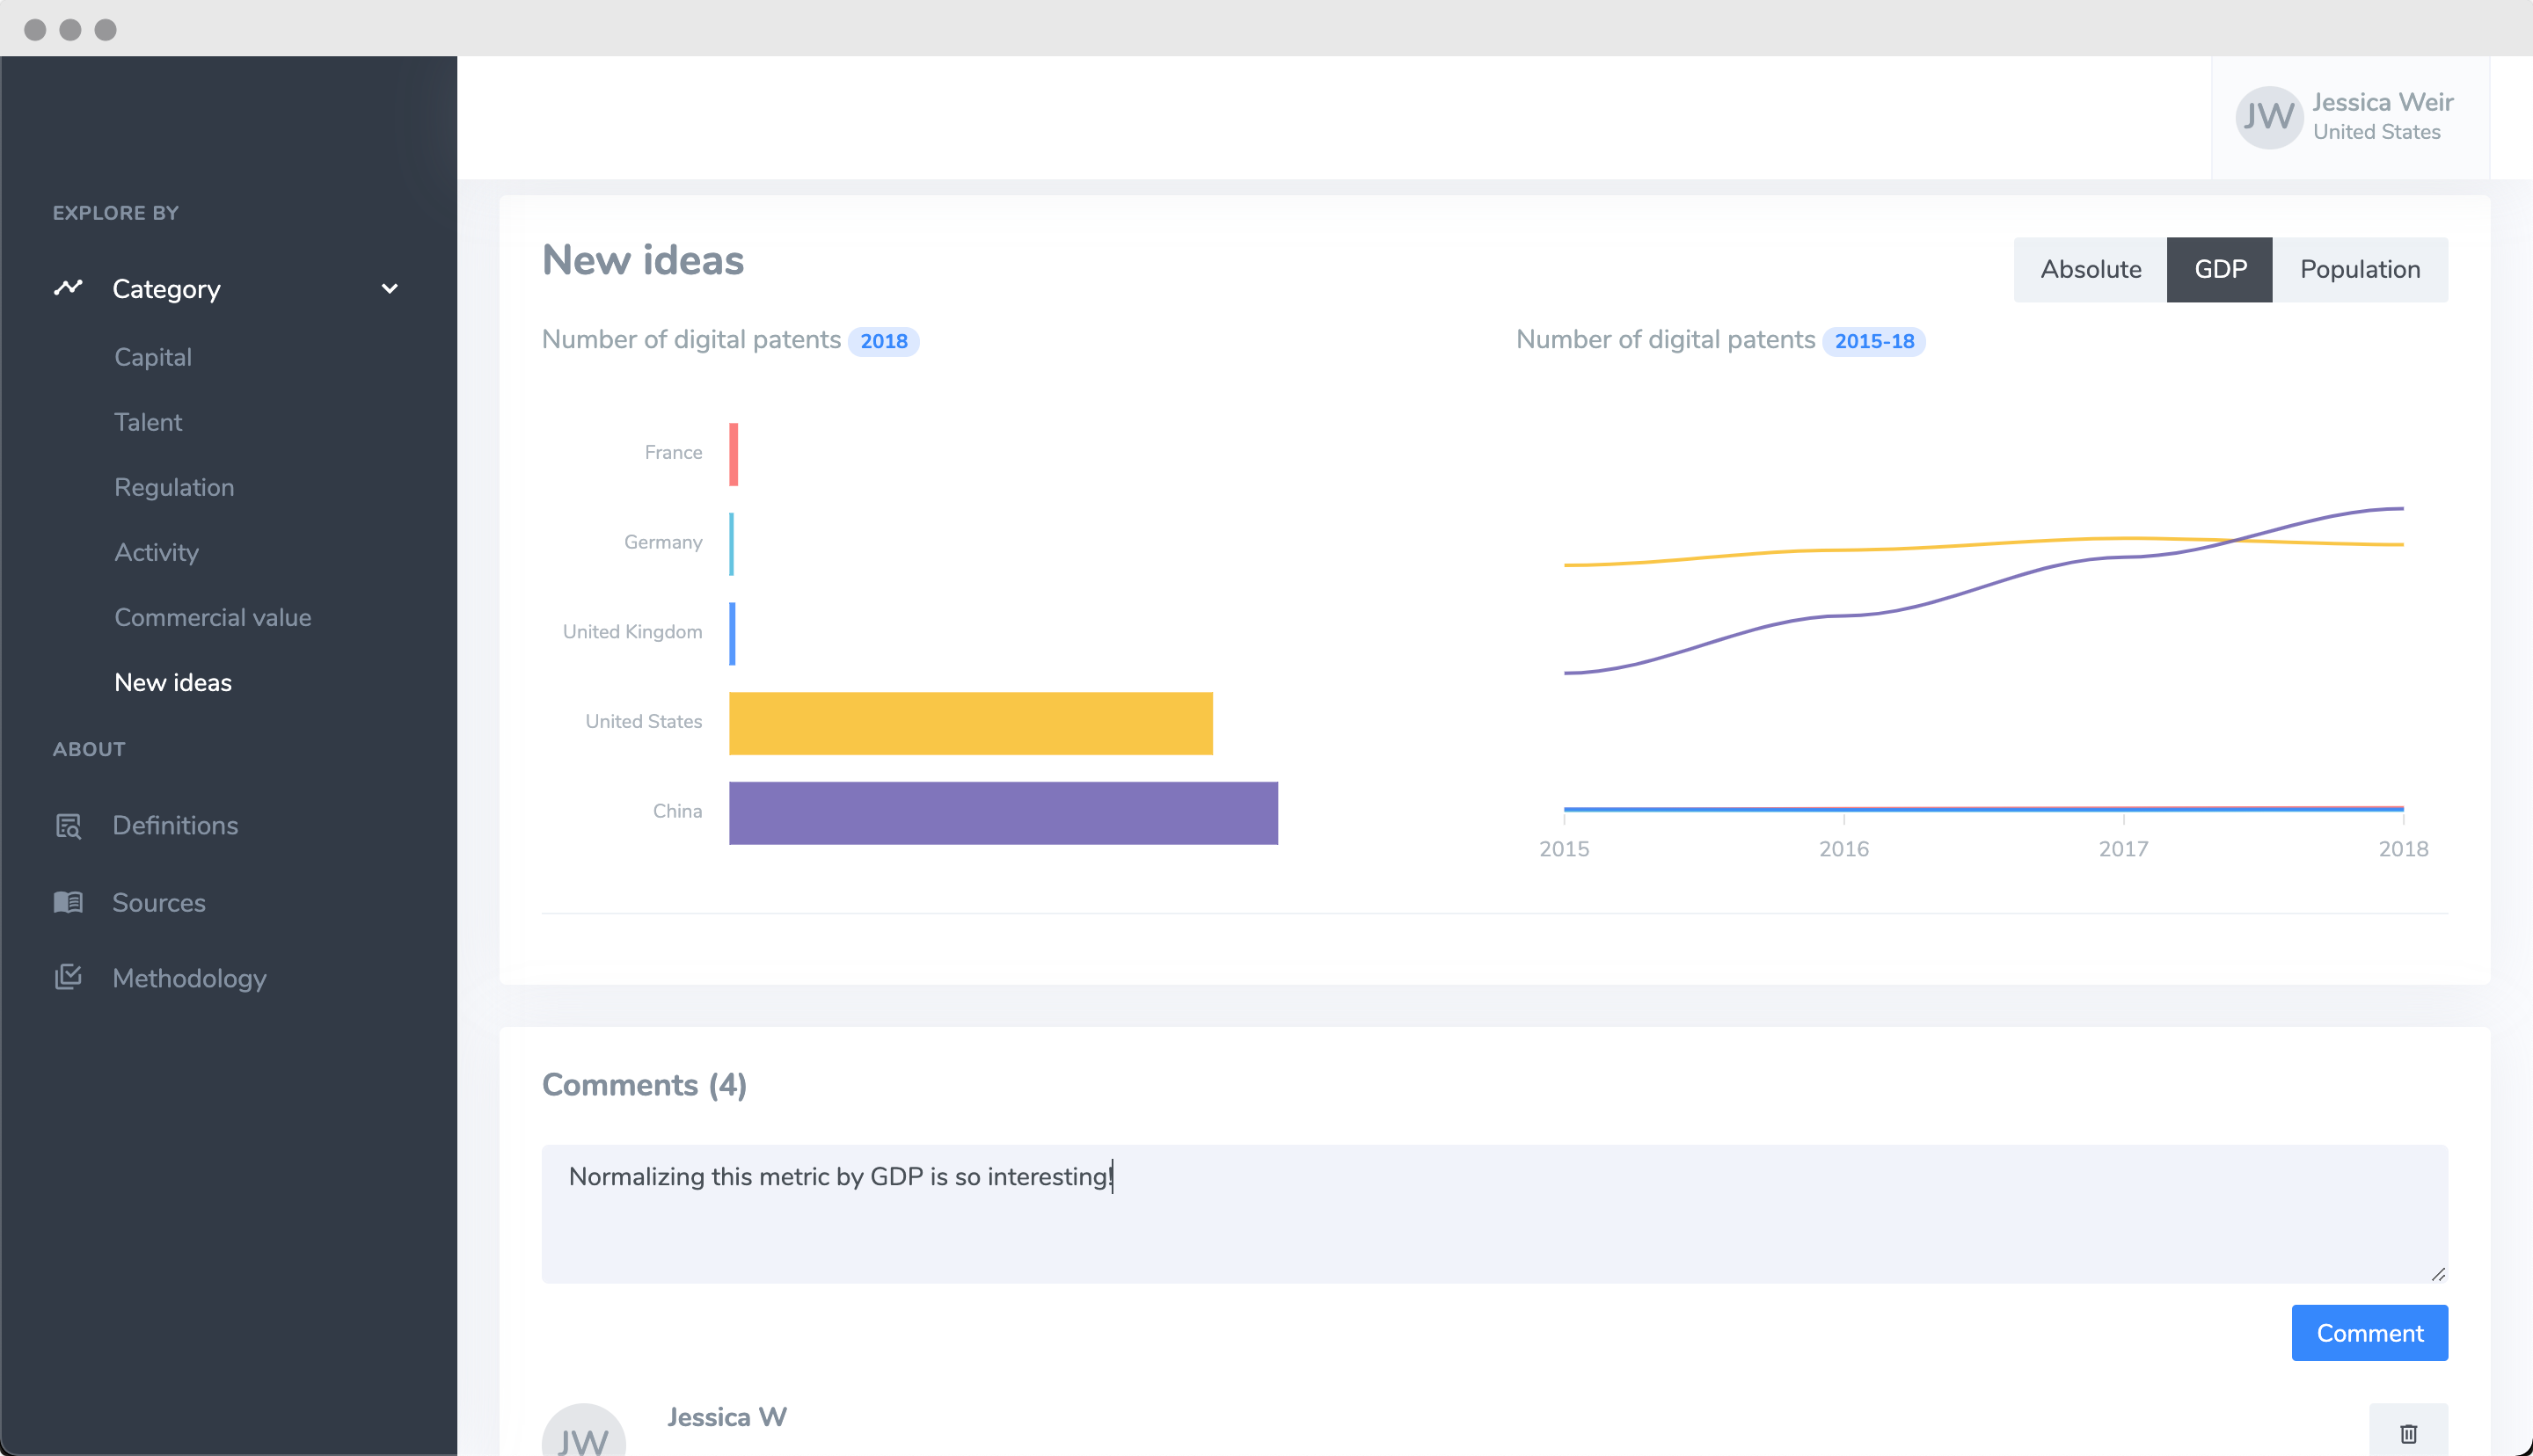 Jessica Weir
United States
EXPLORE BY
Category
Capital
Talent
Regulation
Activity
Commercial value
New ideas
ABOUT
Definitions
Sources
Methodology
New ideas
Absolute
GDP
Population
Number of digital patents 2018
France
Germany
United Kingdom
United States
China
Number of digital patents 2015-18
2015
2016
2017
2018
Comments (4)
Normalizing this metric by GDP is so interesting!
Comment
Jessica W
JW
JW